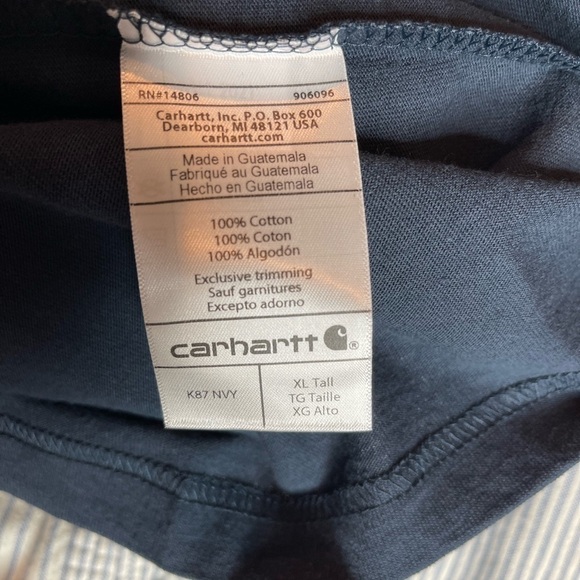 RN#14806 906096
Carhartt, Inc. P.O. Box 600
Dearborn, MI 48121 USA
carhartt.com
Made in Guatemala
Fabriqué au Guatemala
Hecho en Guatemala
100% Cotton
100% Coton
100% Algodón
Exclusive trimming
Sauf garnitures
Excepto adorno
carhartt ®
K87 NVY
XL Tall
TG Taille
XG Alto